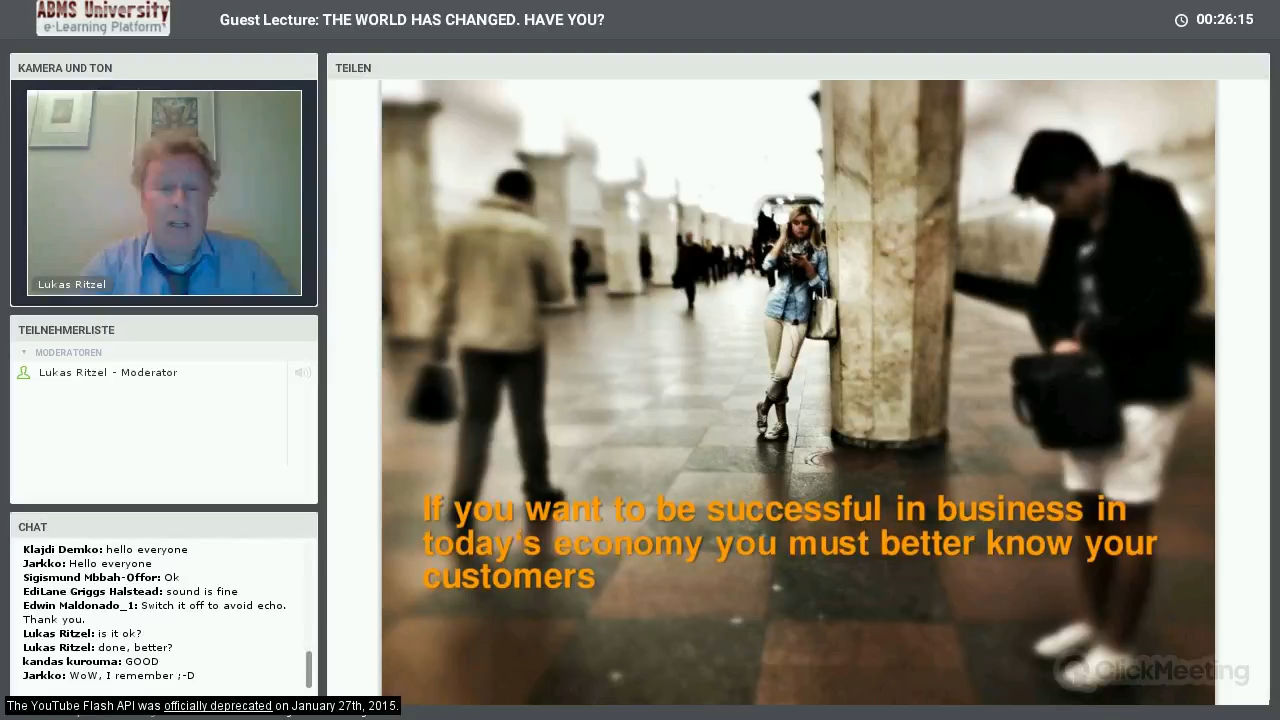 ABMS University
e-Learning Platform
Guest Lecture: THE WORLD HAS CHANGED. HAVE YOU?
00:26:15
KAMERA UND TON
Lukas Ritzel
TEILNEHMERLISTE
MODERATOREN
Lukas Ritzel - Moderator
CHAT
Klajdi Demko: hello everyone
Jarkko: Hello everyone
Sigismund Mbbah-Offor: Ok
EdiLane Griggs Halstead: sound is fine
Edwin Maldonado_1: Switch it off to avoid echo.
Thank you.
Lukas Ritzel: is it ok?
Lukas Ritzel: done, better?
kandas kurouma: GOOD
Jarkko: WoW, I remember ;-D
The YouTube Flash API was officially deprecated on January 27th, 2015.
TEILEN
If you want to be successful in business in
today's economy you must better know your
customers
ClickMeeting